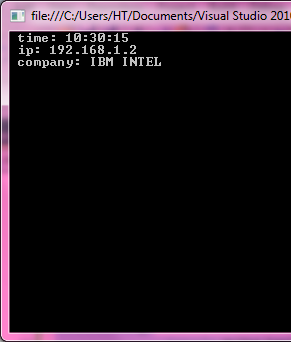 file:///C:/Users/HT/Documents/Visual Studio 201
time: 10:30:15
ip: 192.168.1.2
company: IBM INTEL